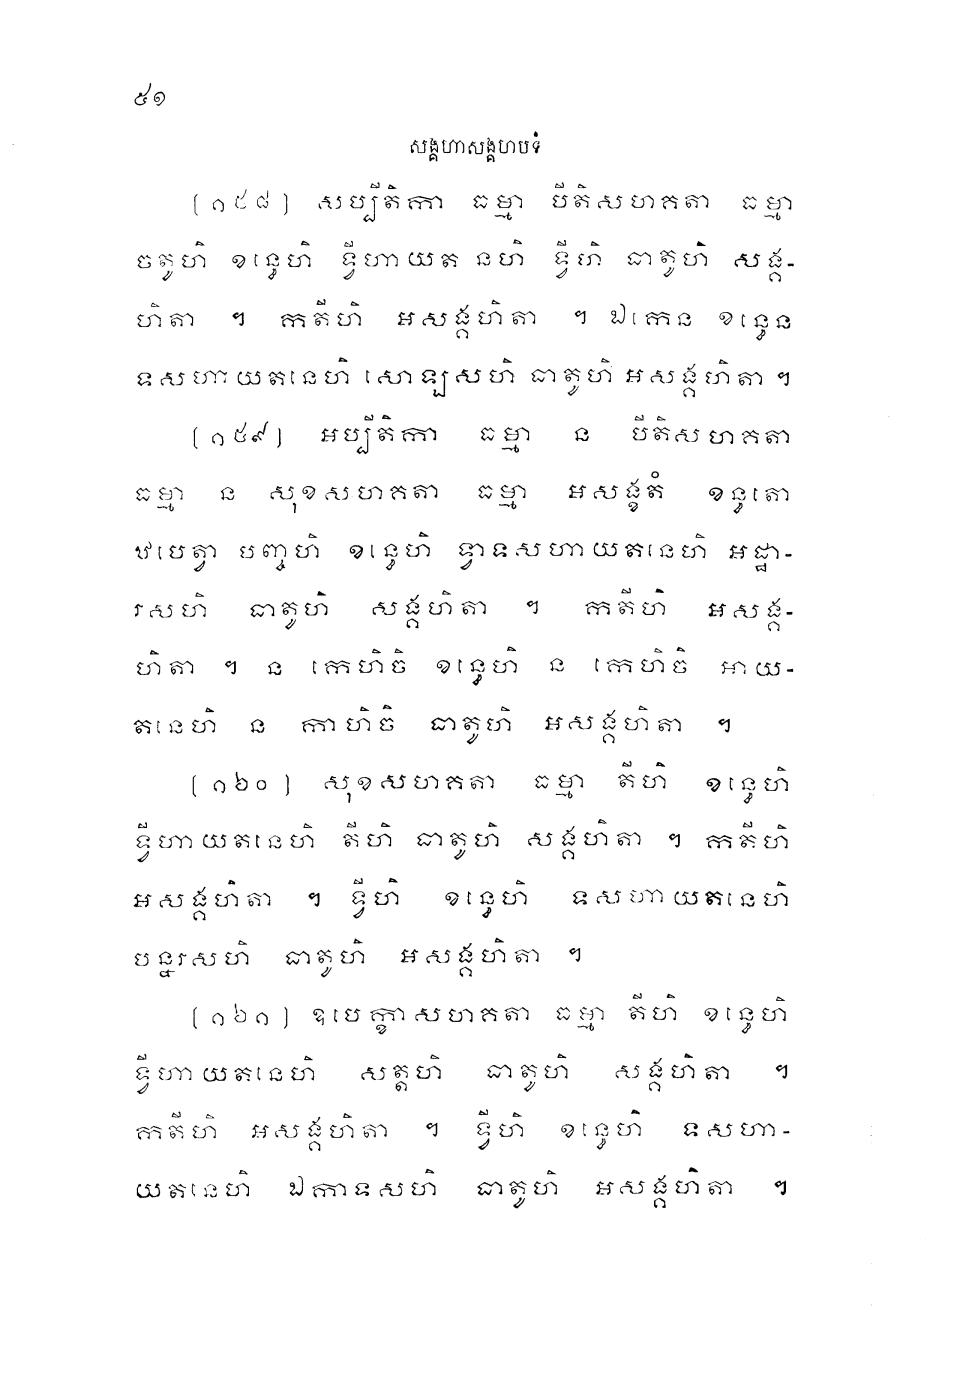 ៥១
សង្គហាសង្គហបទំ
[១៥៨] សប្បីតិកា ធម្មា បីតិសហគតា ធម្មា
ចតូហិ ខន្ធេហិ ទ្វីហាយតនេហិ ទ្វីហិ ធាតូហិ សង្គ-
ហិតា ។ កតីហិ អសង្គហិតា ។ ឯកេន ខន្ធេន
ទសហាយតនេហិ សោឡសហិ ធាតូហិ អសង្គហិតា ។
[១៥៩] អប្បីតិកា ធម្មា ន បីតិសហគតា
ធម្មា ន សុខសហគតា ធម្មា អសង្ខតំ ខន្ធតោ
ឋបេត្វា បញ្ចហិ ខន្ធេហិ ទ្វាទសហាយតនេហិ អដ្ឋា-
រសហិ ធាតូហិ សង្គហិតា ។ កតីហិ អសង្គ-
ហិតា ។ ន កេហិចិ ខន្ធេហិ ន កេហិចិ អាយ-
តនេហិ ន កាហិចិ ធាតូហិ អសង្គហិតា ។
[១៦០] សុខសហគតា ធម្មា តីហិ ខន្ធេហិ
ទ្វីហាយតនេហិ តីហិ ធាតូហិ សង្គហិតា ។ កតីហិ
អសង្គហិតា ។ ទ្វីហិ ខន្ធេហិ ទសហាយតនេហិ
បន្នរសហិ ធាតូហិ អសង្គហិតា ។
[១៦១] ឧបេក្ខាសហគតា ធម្មា តីហិ ខន្ធេហិ
ទ្វីហាយតនេហិ សត្តហិ ធាតូហិ សង្គហិតា ។
កតីហិ អសង្គហិតា ។ ទ្វីហិ ខន្ធេហិ ទសហា-
យតនេហិ ឯកាទសហិ ធាតូហិ អសង្គហិតា ។